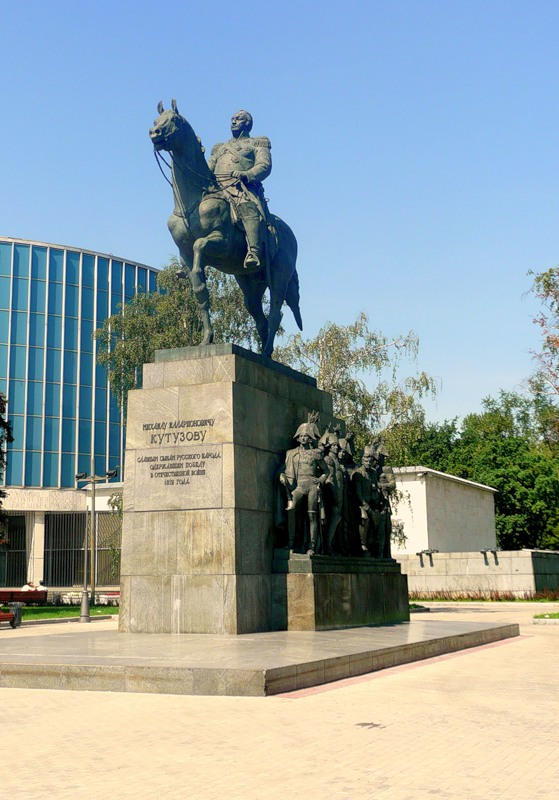 МИХАИЛУ ИЛЛАРИОНОВИЧУ
КУТУЗОВУ
СЛАВНЫМ СЫНАМ РУССКОГО НАРОДА,
ОДЕРЖАВШИМ ПОБЕДУ
В ОТЕЧЕСТВЕННОЙ ВОЙНЕ
1812 ГОДА.